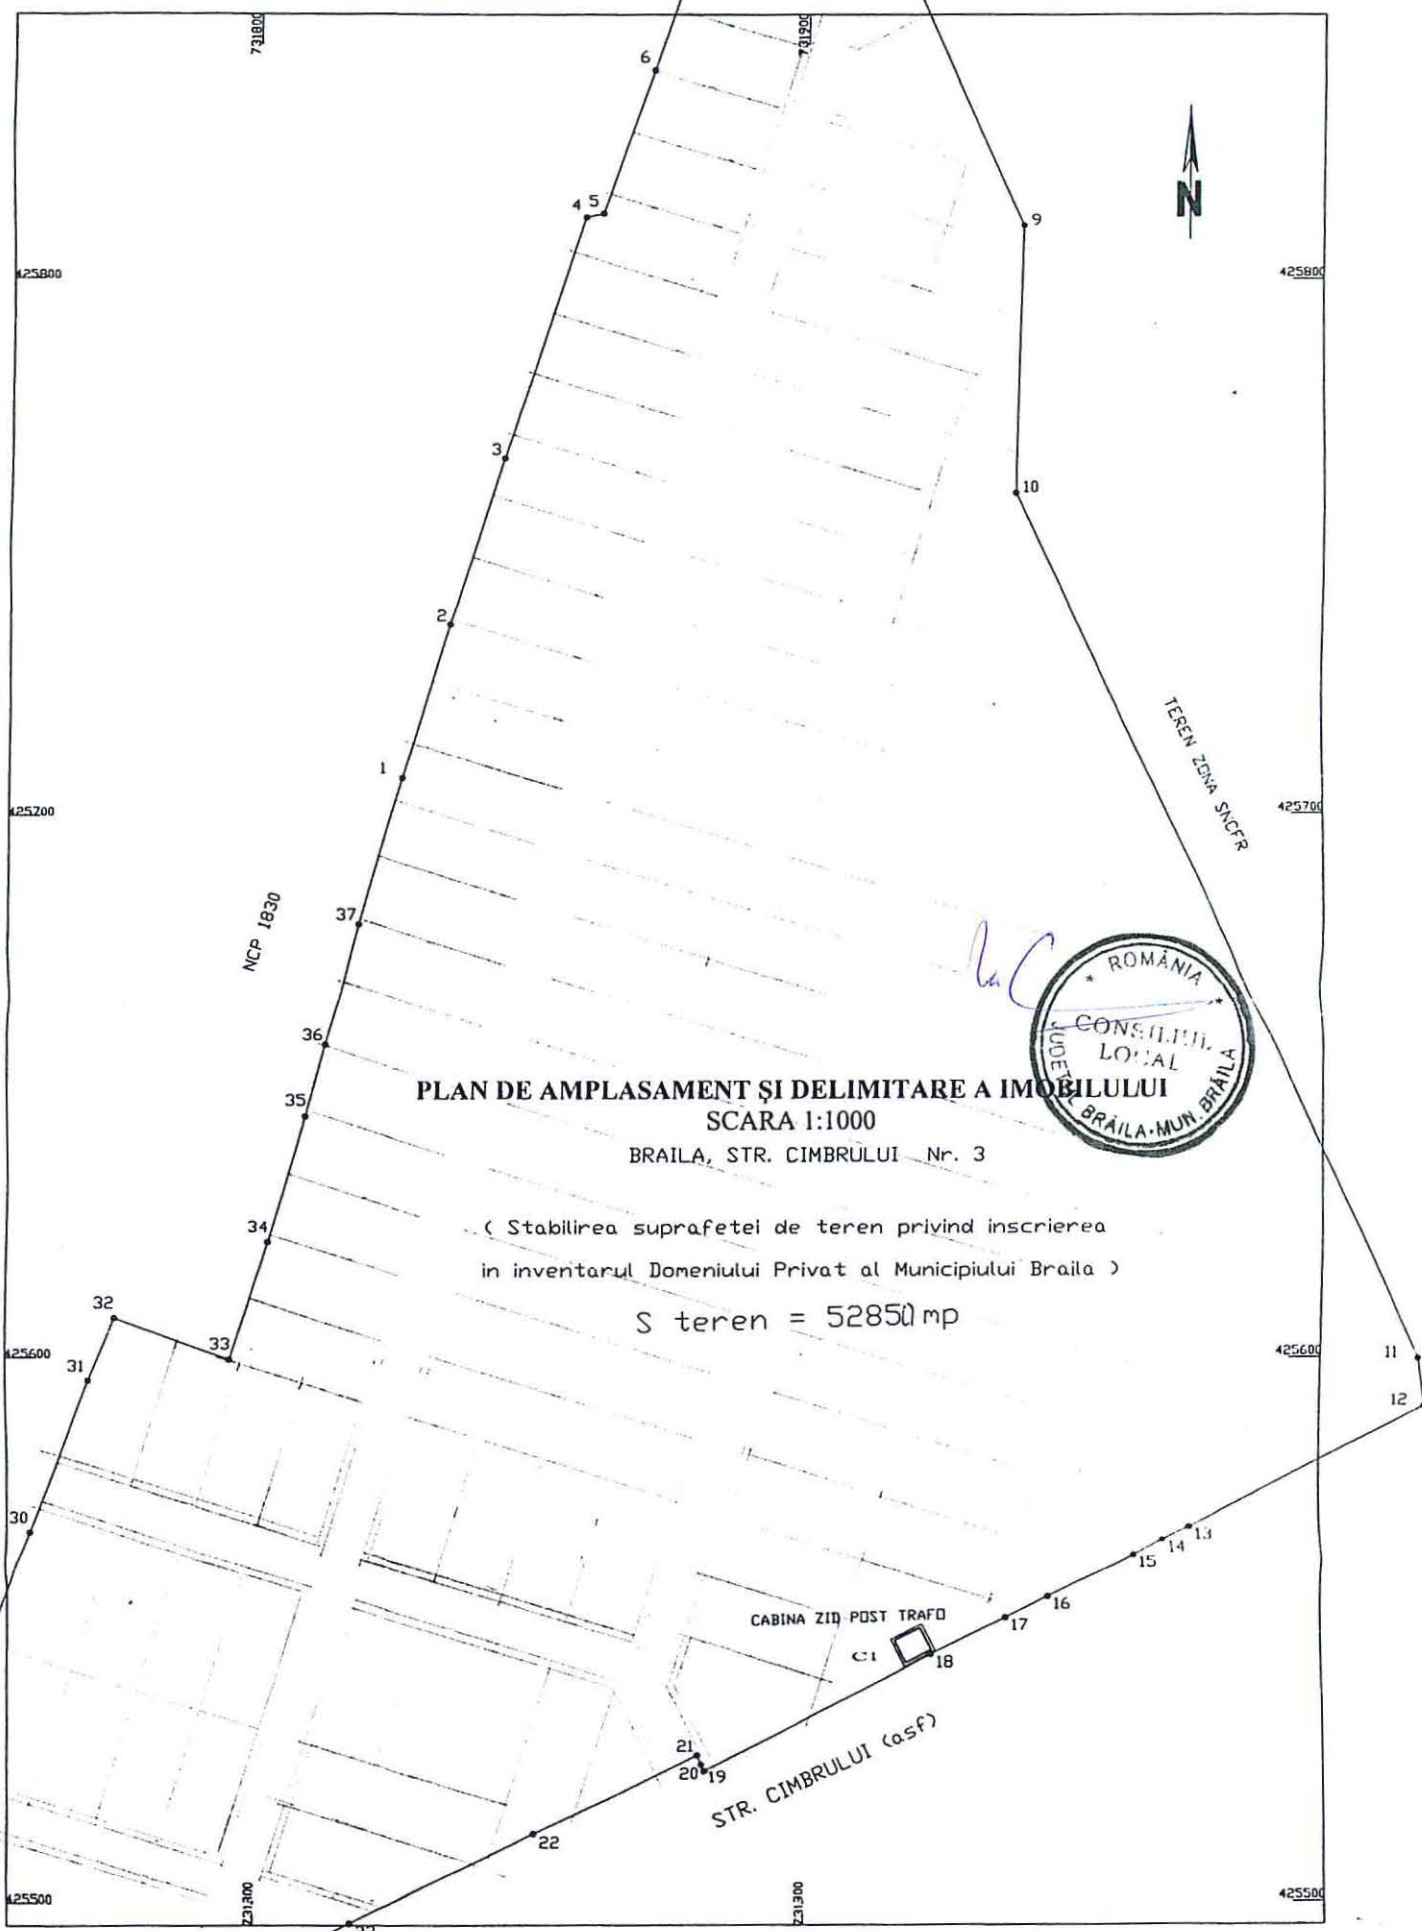 731800
731900
6
4 5
9
N
425800
425800
3
10
2
1
TEREN ZONA SNCFR
425700
425700
NCP 1830
37
36
* ROMÂNIA *
CONSILIUL
LOCAL
JUDEŢUL BRĂILA · MUN. BRĂILA
35
PLAN DE AMPLASAMENT ȘI DELIMITARE A IMOBILULUI
SCARA 1:1000
BRAILA, STR. CIMBRULUI Nr. 3
34
( Stabilirea suprafetei de teren privind inscrierea
in inventarul Domeniului Privat al Municipiului Braila )
S teren = 52850 mp
32
33
425600
425600
31
11
12
30
13
14
15
16
17
CABINA ZID POST TRAFO
C1
18
21
20
19
STR. CIMBRULUI (asf)
22
425500
425500